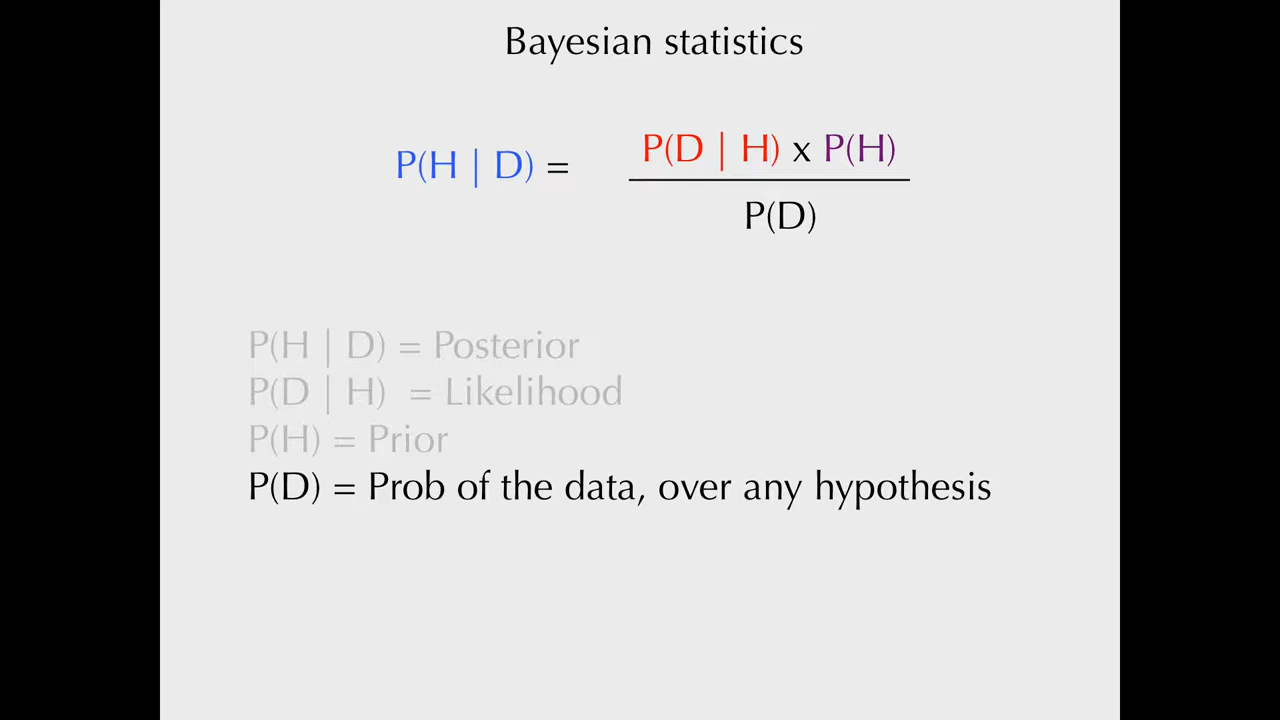 Bayesian statistics
P(H | D) =
P(D | H) x P(H)
P(D)
P(H | D) = Posterior
P(D | H) = Likelihood
P(H) = Prior
P(D) = Prob of the data, over any hypothesis